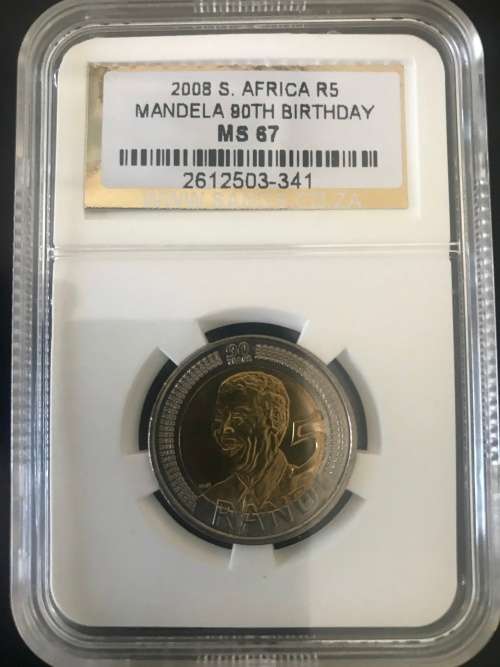 2008 S. AFRICA R5
MANDELA 90TH BIRTHDAY
MS 67
2612503-341
90
5
RAND